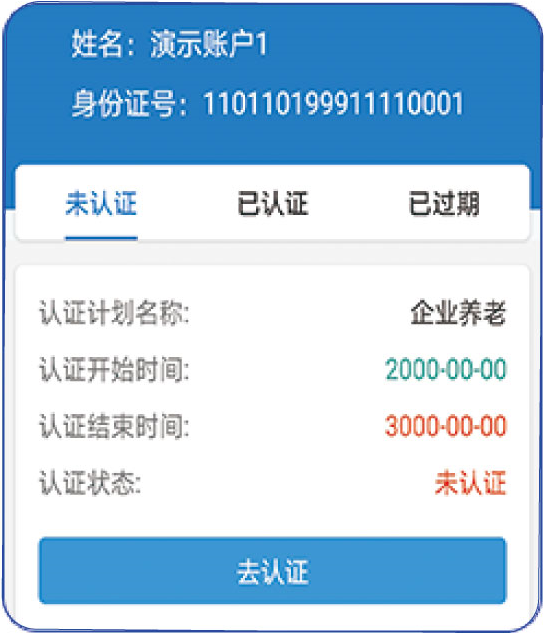 姓名：演示账户1
身份证号：110110199911110001
未认证 已认证 已过期
认证计划名称: 企业养老
认证开始时间: 2000-00-00
认证结束时间: 3000-00-00
认证状态: 未认证
去认证